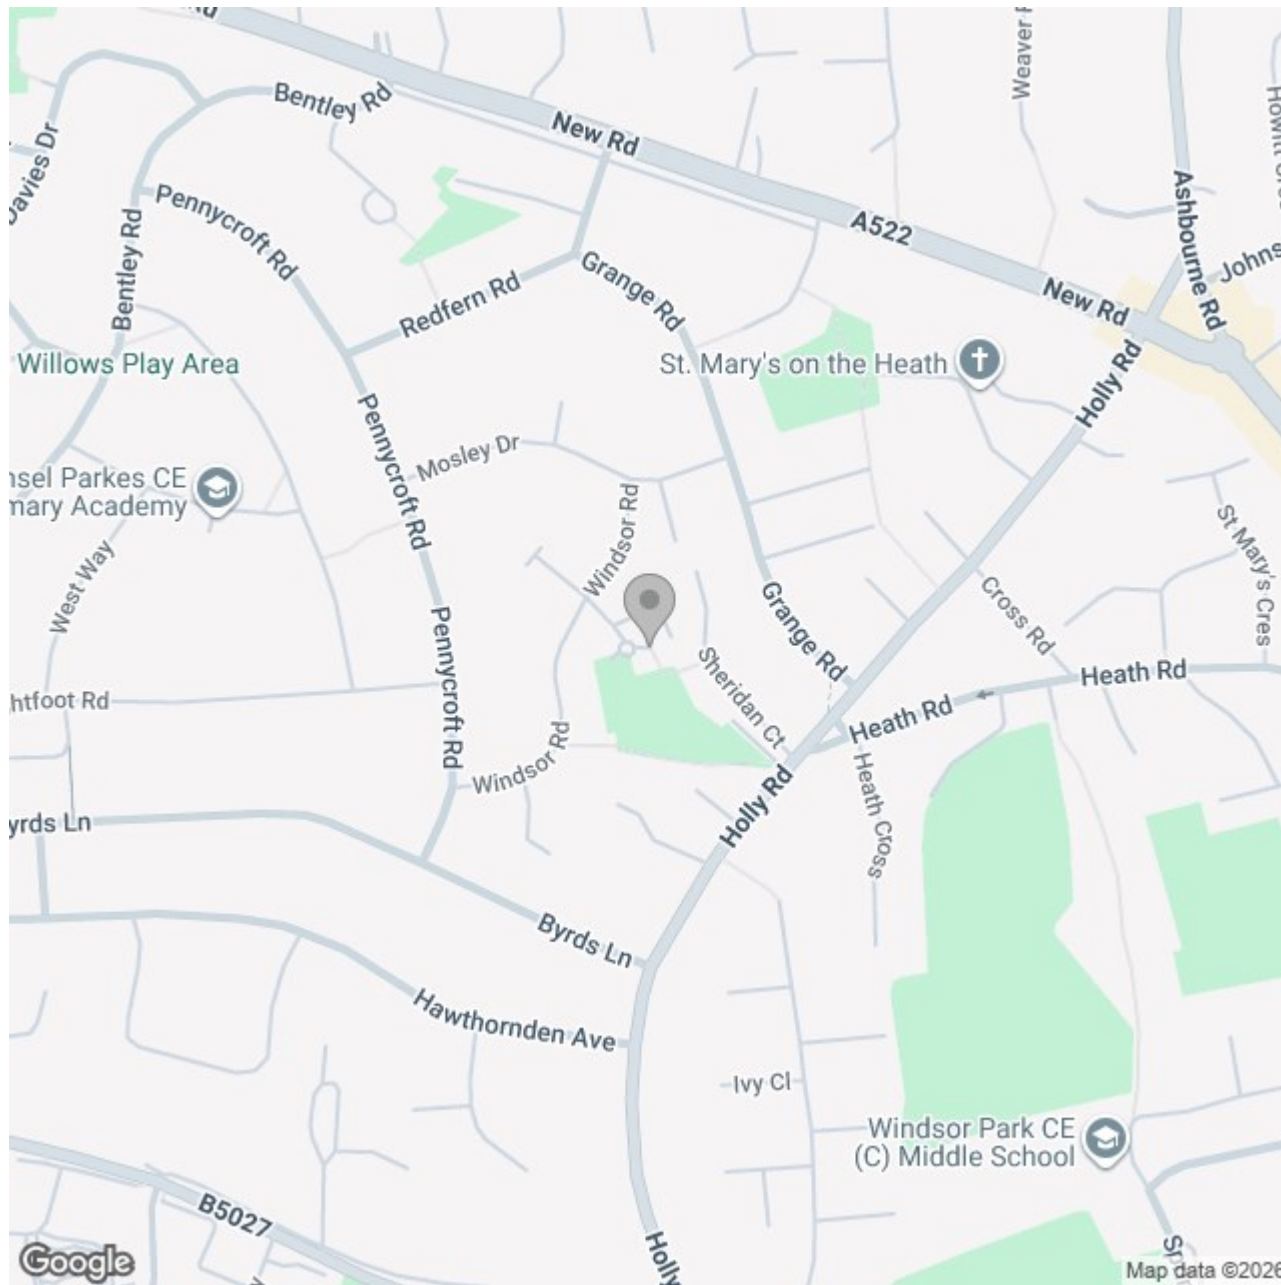 Bentley Rd
New Rd
Weaver
Davies Dr
Pennycroft Rd
Bentley Rd
A522
Ashbourne Rd
Johns
Redfern Rd
Grange Rd
New Rd
Willows Play Area
St. Mary's on the Heath
Holly Rd
Mosley Dr
Pennycroft Rd
nsel Parkes CE
mary Academy
Windsor Rd
St Mary's Cres
West Way
Grange Rd
Cross Rd
Pennycroft Rd
Sheridan Ct
Heath Rd
htfoot Rd
Heath Rd
Windsor Rd
Heath Cross
yrds Ln
Holly Rd
Byrds Ln
Hawthornden Ave
Ivy Cl
Windsor Park CE
(C) Middle School
B5027
Holly
Google
Map data ©2026